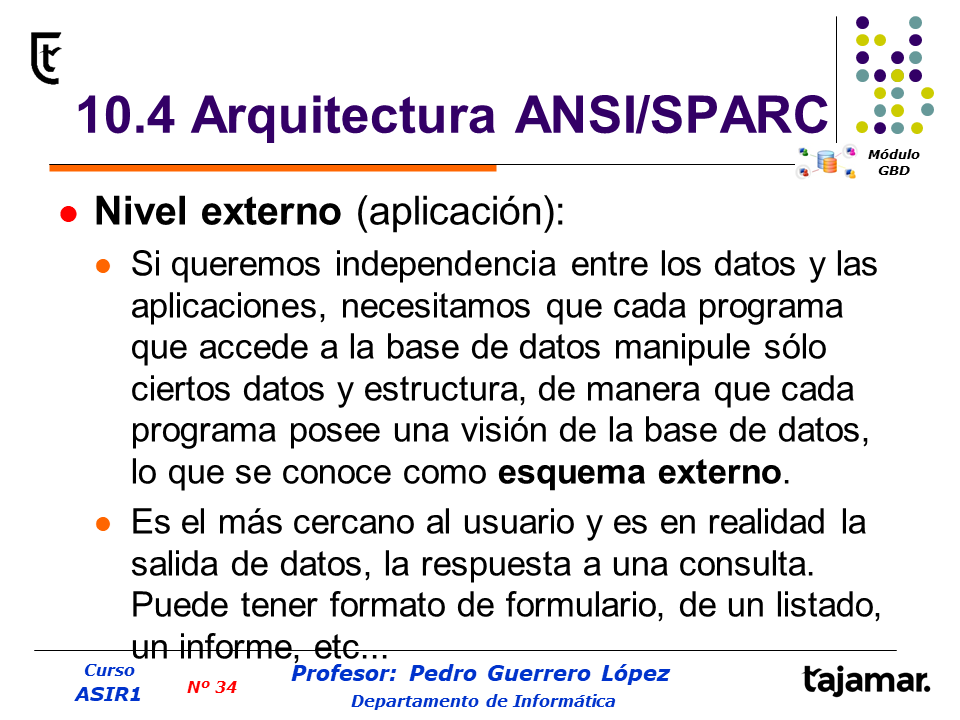 10.4 Arquitectura ANSI/SPARC
Módulo
GBD
Nivel externo (aplicación):
Si queremos independencia entre los datos y las
aplicaciones, necesitamos que cada programa
que accede a la base de datos manipule sólo
ciertos datos y estructura, de manera que cada
programa posee una visión de la base de datos,
lo que se conoce como esquema externo.
Es el más cercano al usuario y es en realidad la
salida de datos, la respuesta a una consulta.
Puede tener formato de formulario, de un listado,
un informe, etc...
Curso
ASIR1
Nº 34
Profesor: Pedro Guerrero López
Departamento de Informática
tajamar.